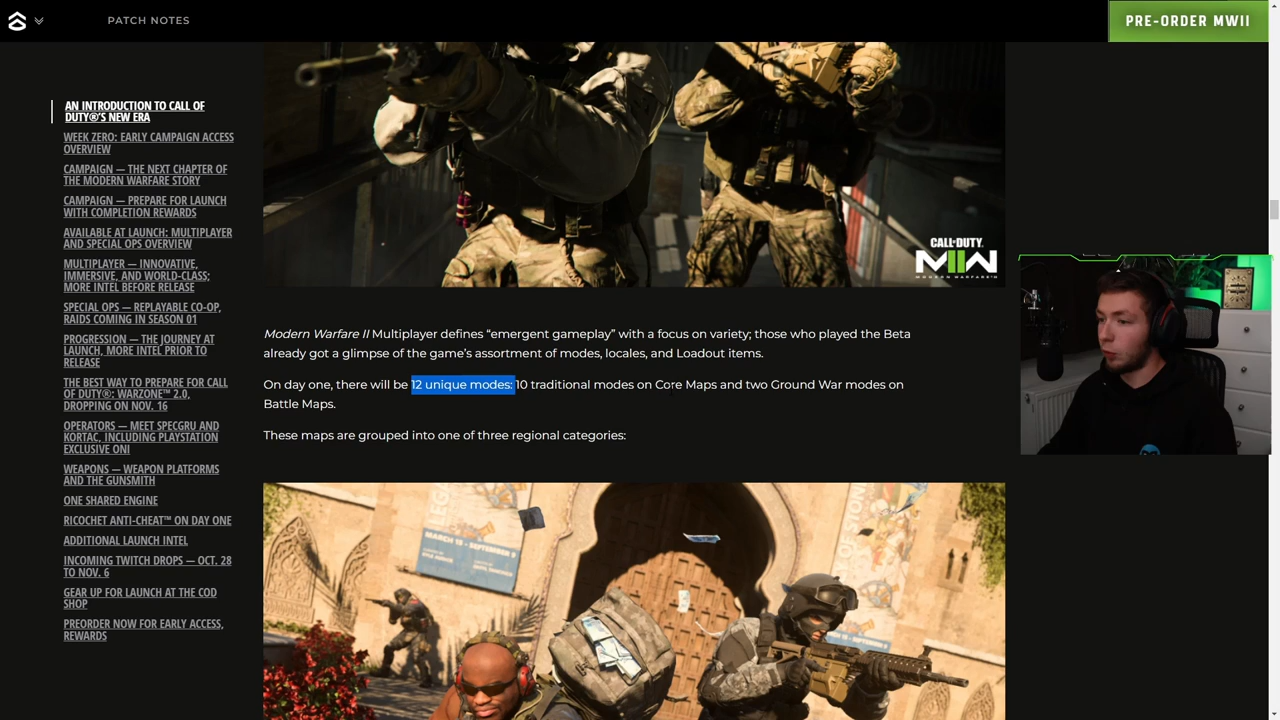 PATCH NOTES
PRE-ORDER MWII
AN INTRODUCTION TO CALL OF
DUTY®'S NEW ERA
WEEK ZERO: EARLY CAMPAIGN ACCESS
OVERVIEW
CAMPAIGN — THE NEXT CHAPTER OF
THE MODERN WARFARE STORY
CAMPAIGN — PREPARE FOR LAUNCH
WITH COMPLETION REWARDS
AVAILABLE AT LAUNCH: MULTIPLAYER
AND SPECIAL OPS OVERVIEW
MULTIPLAYER — INNOVATIVE,
IMMERSIVE, AND WORLD-CLASS;
MORE INTEL BEFORE RELEASE
SPECIAL OPS — REPLAYABLE CO-OP,
RAIDS COMING IN SEASON 01
PROGRESSION — THE JOURNEY AT
LAUNCH, MORE INTEL PRIOR TO
RELEASE
THE BEST WAY TO PREPARE FOR CALL
OF DUTY®: WARZONE™ 2.0,
DROPPING ON NOV. 16
OPERATORS — MEET SPECGRU AND
KORTAC, INCLUDING PLAYSTATION
EXCLUSIVE ONI
WEAPONS — WEAPON PLATFORMS
AND THE GUNSMITH
ONE SHARED ENGINE
RICOCHET ANTI-CHEAT™ ON DAY ONE
ADDITIONAL LAUNCH INTEL
INCOMING TWITCH DROPS — OCT. 28
TO NOV. 6
GEAR UP FOR LAUNCH AT THE COD
SHOP
PREORDER NOW FOR EARLY ACCESS,
REWARDS
CALL OF DUTY
MWII
MODERN WARFARE II
Modern Warfare II Multiplayer defines “emergent gameplay” with a focus on variety; those who played the Beta
already got a glimpse of the game’s assortment of modes, locales, and Loadout items.
On day one, there will be 12 unique modes: 10 traditional modes on Core Maps and two Ground War modes on
Battle Maps.
These maps are grouped into one of three regional categories:
MARCH 15 - SEPTEMBER 9